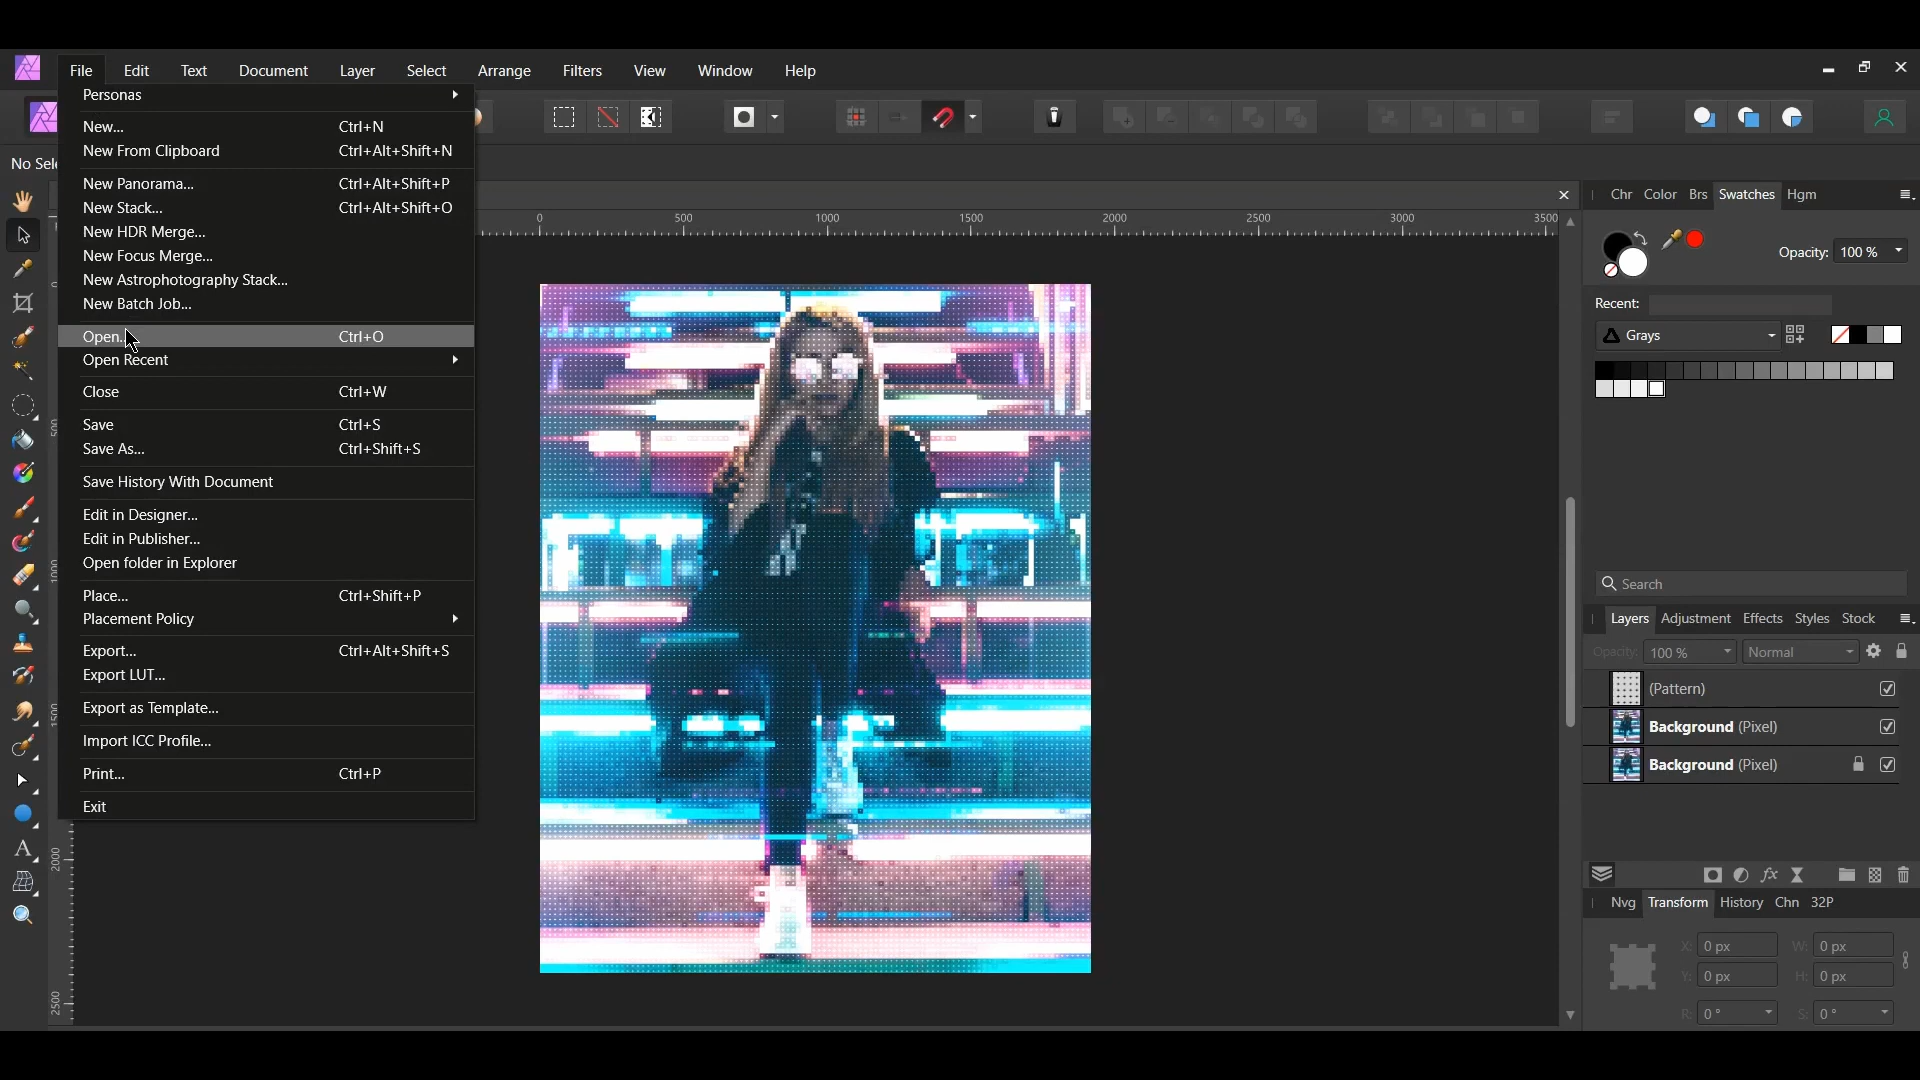 File Edit Text Document Layer Select Arrange Filters View Window Help
Personas
New... Ctrl+N
New From Clipboard Ctrl+Alt+Shift+N
New Panorama... Ctrl+Alt+Shift+P
New Stack... Ctrl+Alt+Shift+O
New HDR Merge...
New Focus Merge...
New Astrophotography Stack...
New Batch Job...
Open... Ctrl+O
Open Recent
Close Ctrl+W
Save Ctrl+S
Save As... Ctrl+Shift+S
Save History With Document
Edit in Designer...
Edit in Publisher...
Open folder in Explorer
Place... Ctrl+Shift+P
Placement Policy
Export... Ctrl+Alt+Shift+S
Export LUT...
Export as Template...
Import ICC Profile...
Print... Ctrl+P
Exit
No Sele
0 500 1000 1500 2000 2500 3000 3500
0
500
1000
1500
2000
2500
Chr Color Brs Swatches Hgm
Opacity: 100 %
Recent:
Grays
Search
Layers Adjustment Effects Styles Stock
Opacity: 100 % Normal
(Pattern)
Background (Pixel)
Background (Pixel)
Nvg Transform History Chn 32P
X: 0 px W: 0 px
Y: 0 px H: 0 px
R: 0 ° S: 0 °